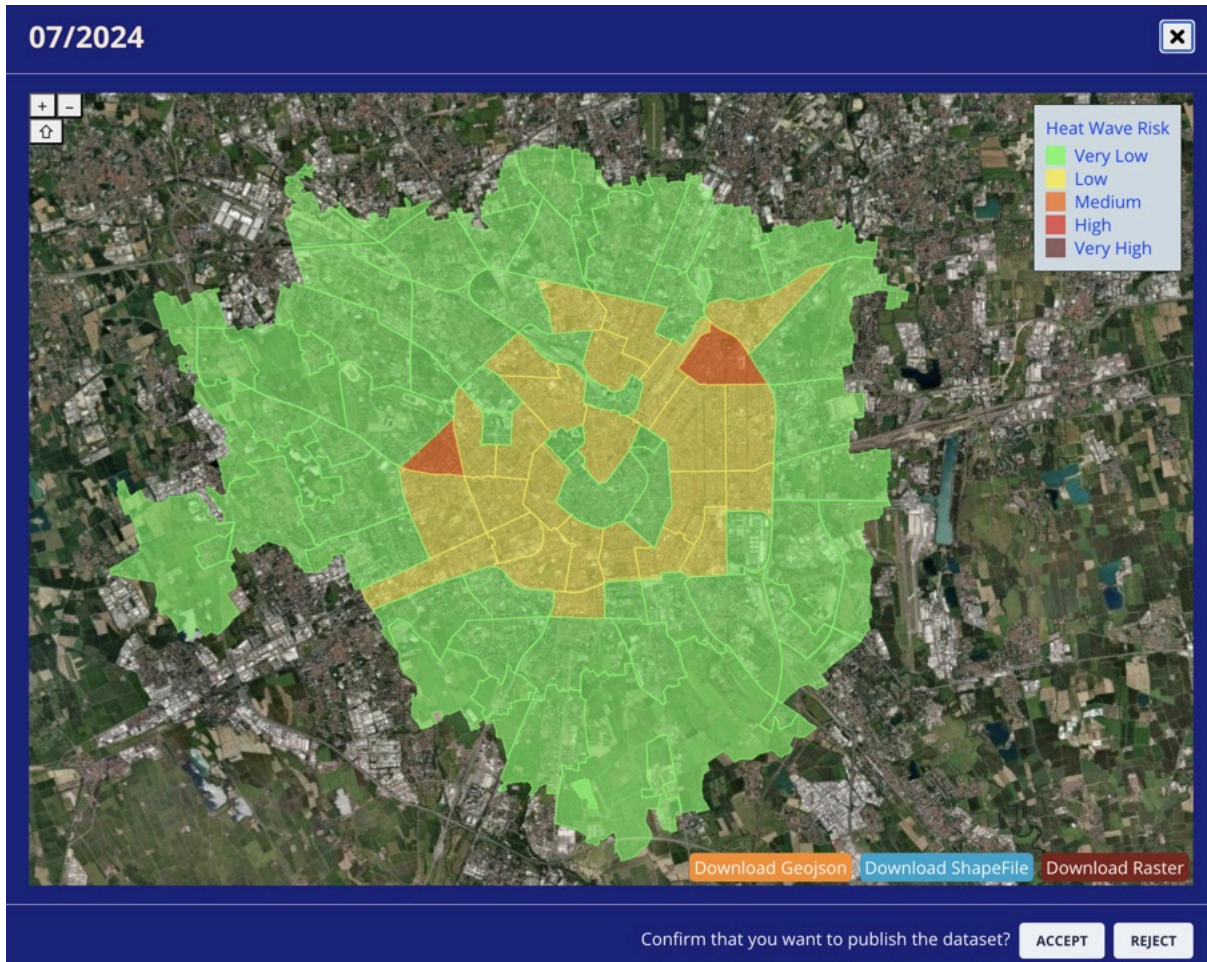 07/2024
+ −
Heat Wave Risk
Very Low
Low
Medium
High
Very High
Download Geojson Download ShapeFile Download Raster
Confirm that you want to publish the dataset? ACCEPT REJECT